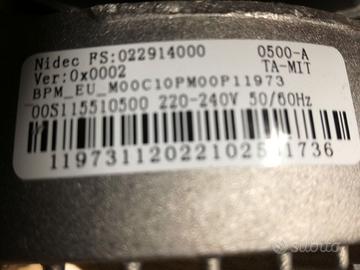 Nidec FS:022914000 0500-A
Ver:0x0002 TA-MIT
BPM_EU_M00C10PM00P11973
00S115510500 220-240V 50/60Hz
subito